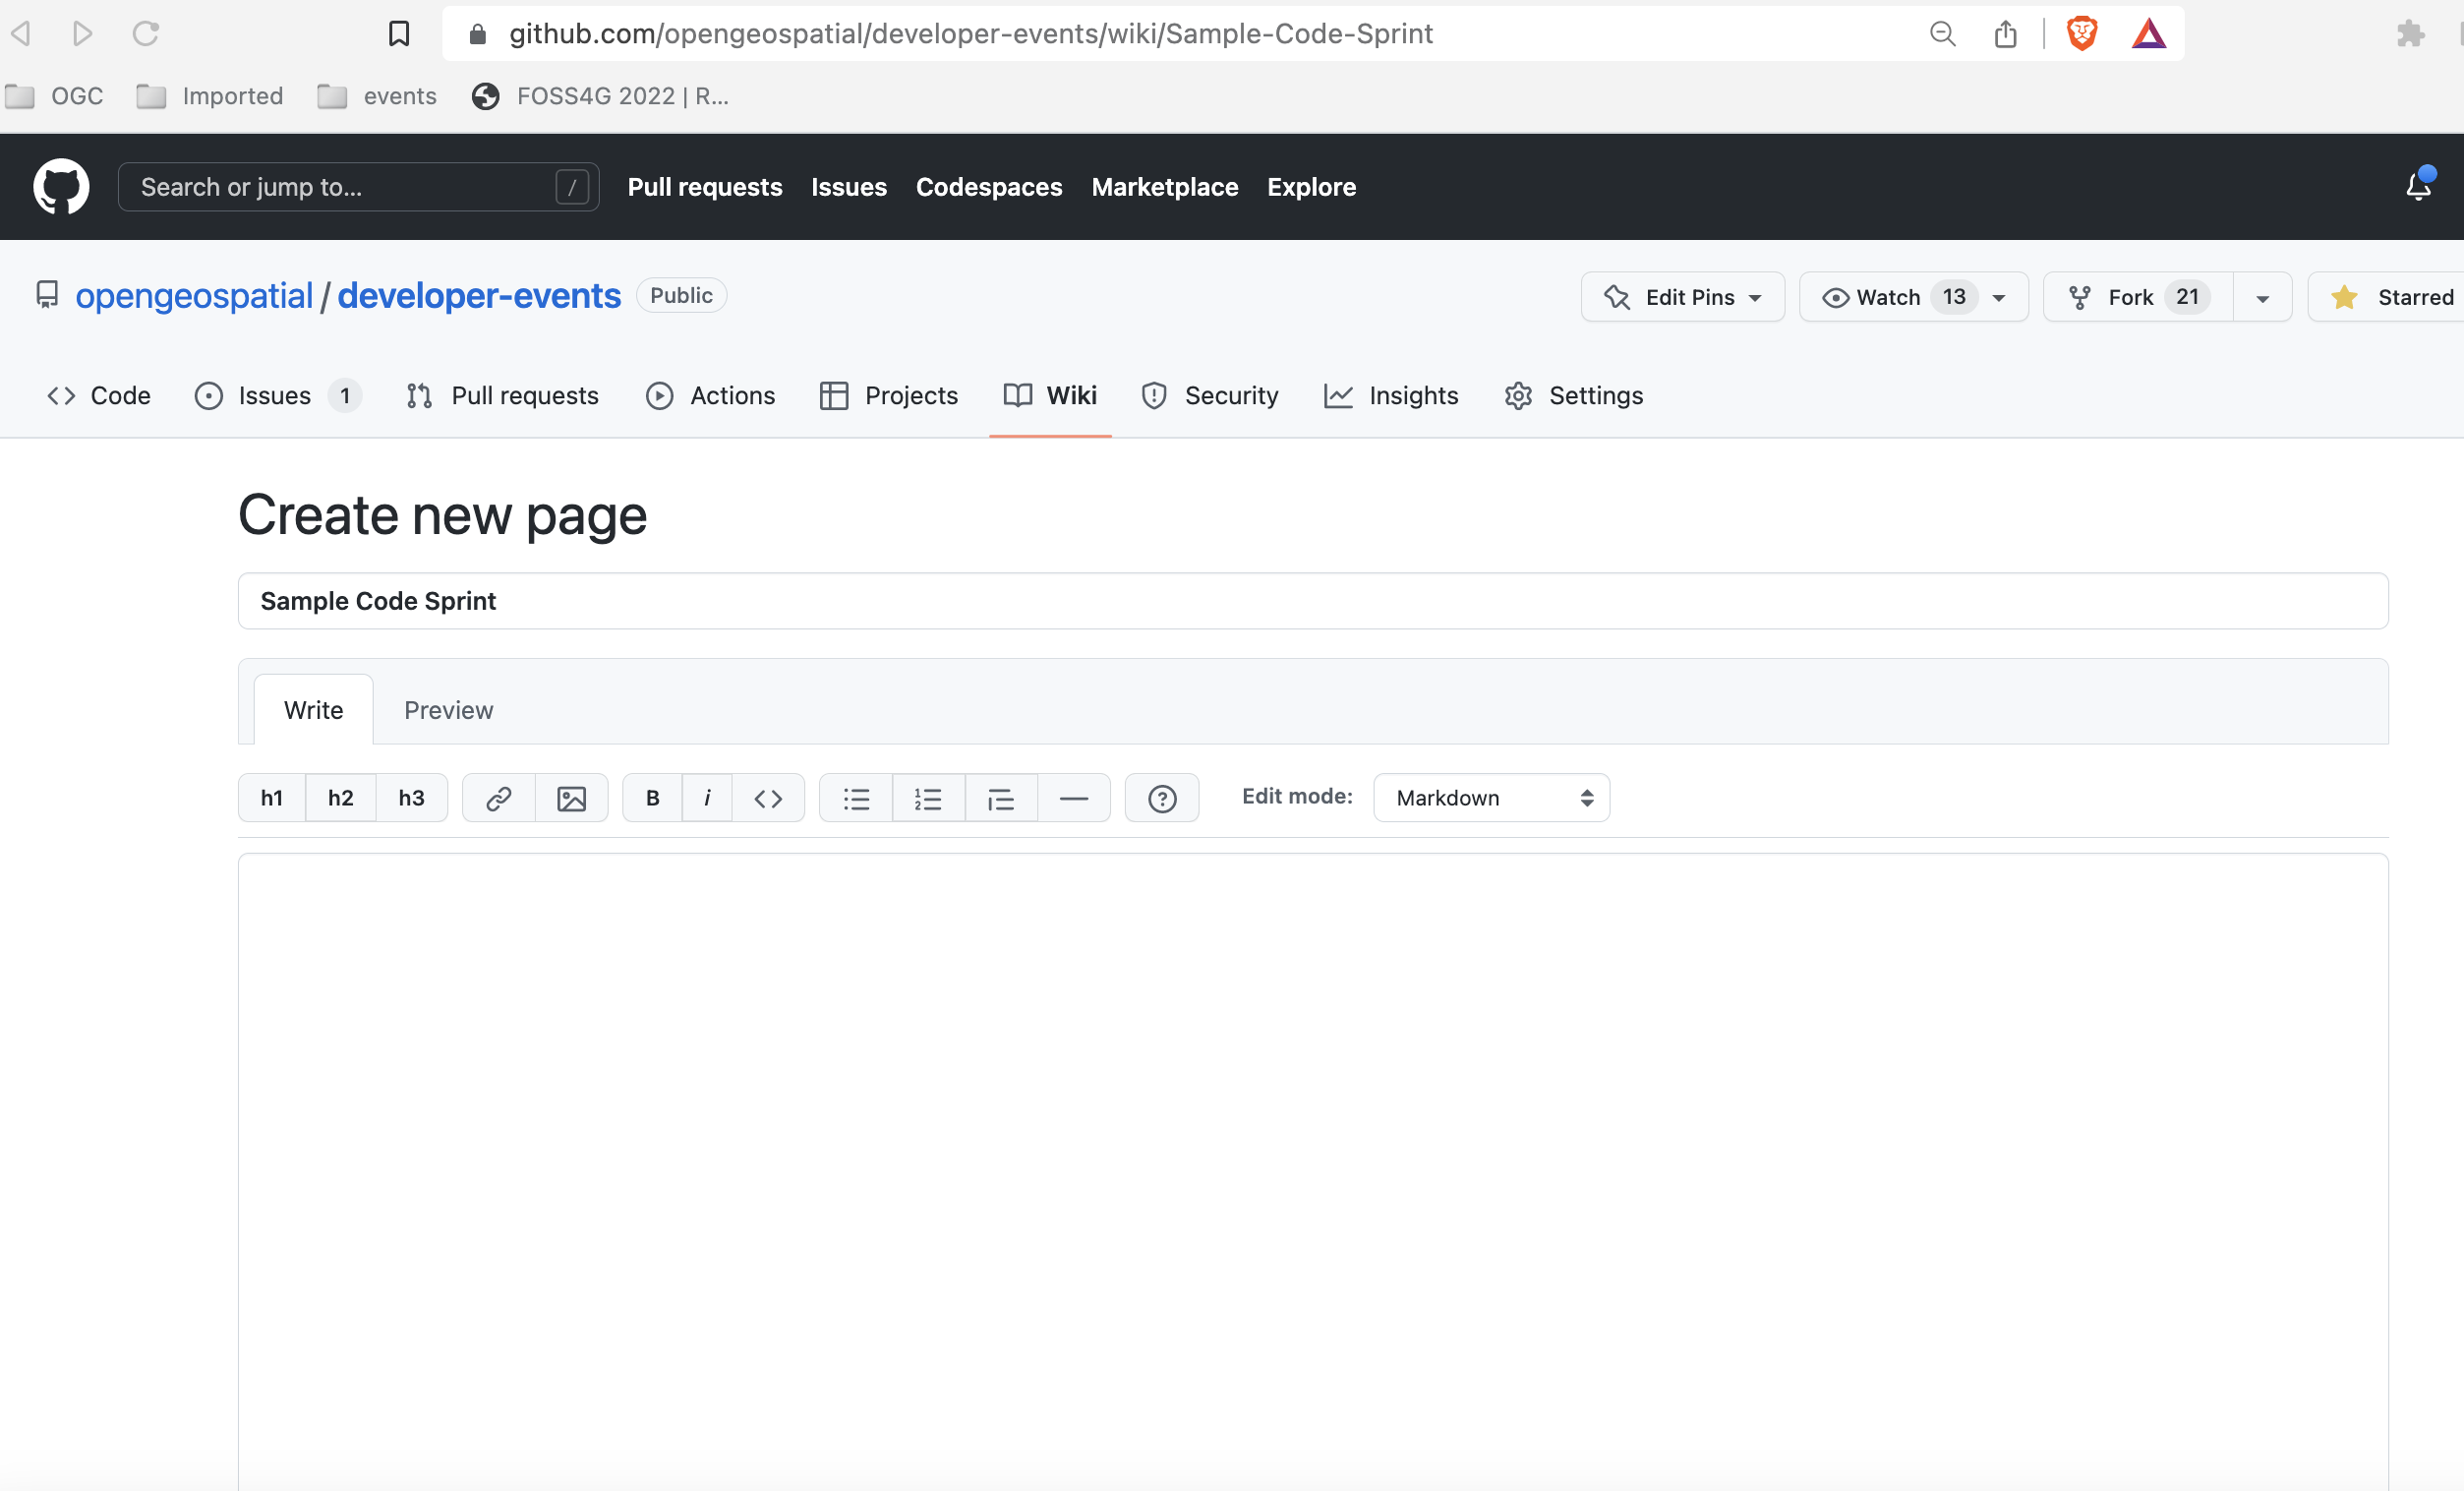 github.com/opengeospatial/developer-events/wiki/Sample-Code-Sprint
OGC Imported events FOSS4G 2022 | R...
Search or jump to... / Pull requests Issues Codespaces Marketplace Explore
opengeospatial / developer-events Public Edit Pins Watch 13 Fork 21 Starred
Code Issues 1 Pull requests Actions Projects Wiki Security Insights Settings
Create new page
Sample Code Sprint
Write Preview
h1 h2 h3 B i Edit mode: Markdown